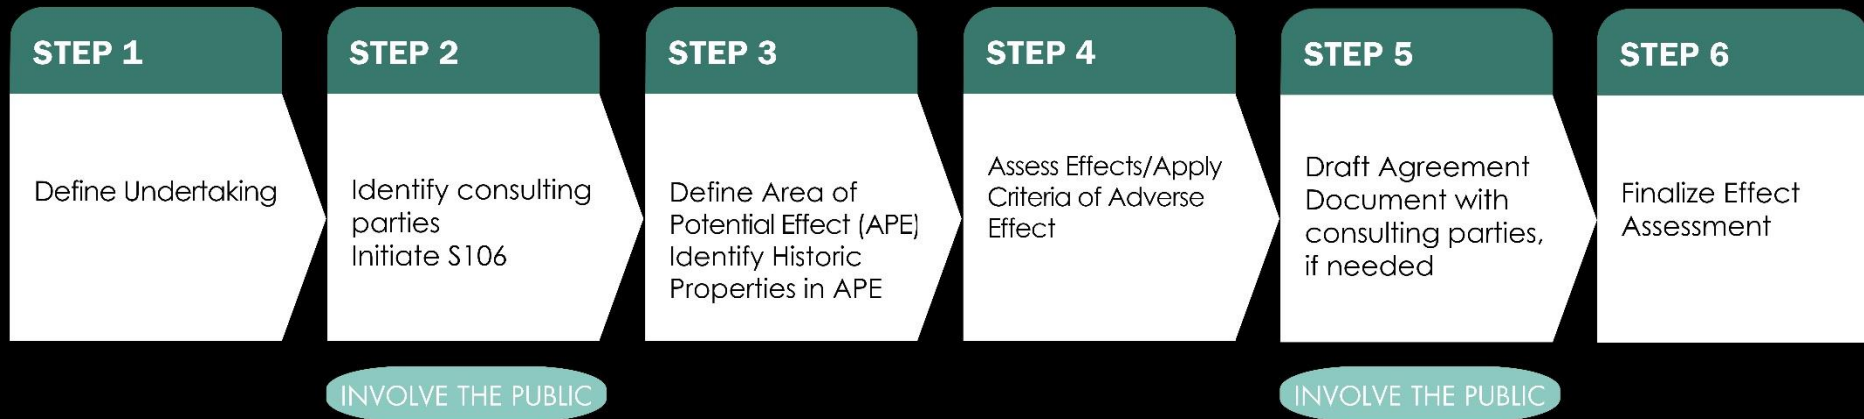 STEP 1
Define Undertaking
STEP 2
Identify consulting
parties
Initiate S106
INVOLVE THE PUBLIC
STEP 3
Define Area of
Potential Effect (APE)
Identify Historic
Properties in APE
STEP 4
Assess Effects/Apply
Criteria of Adverse
Effect
STEP 5
Draft Agreement
Document with
consulting parties,
if needed
INVOLVE THE PUBLIC
STEP 6
Finalize Effect
Assessment